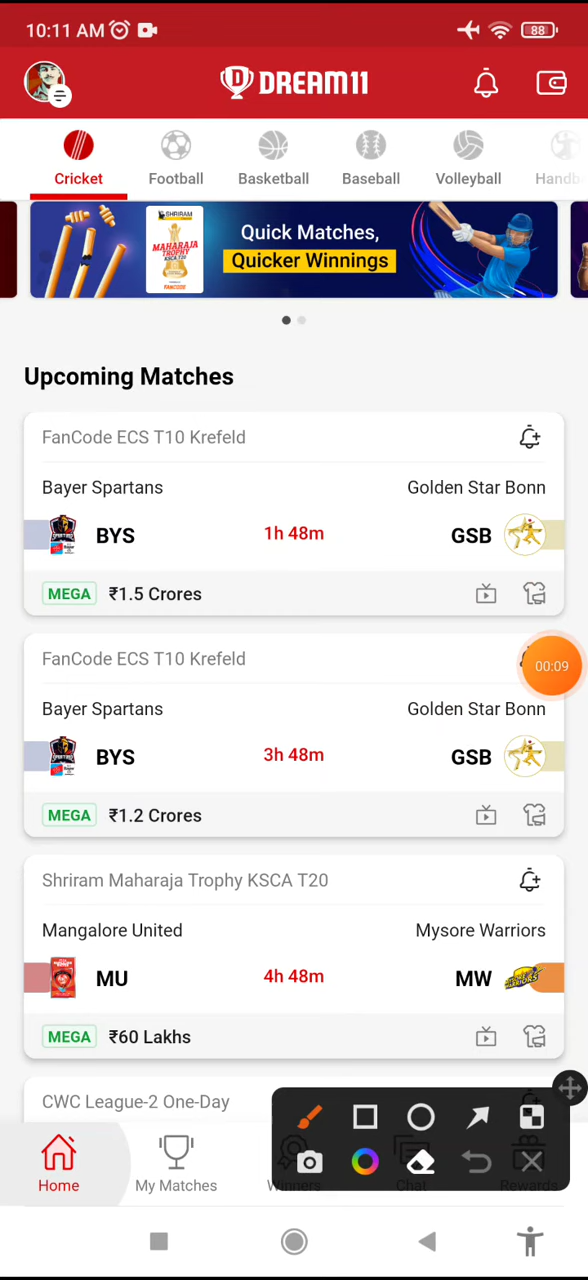 10:11 AM 88
DREAM11
Cricket Football Basketball Baseball Volleyball Handb
SHRIRAM
MAHARAJA
TROPHY
KSCA T20
FANCODE
Quick Matches,
Quicker Winnings
Upcoming Matches
FanCode ECS T10 Krefeld
Bayer Spartans Golden Star Bonn
BYS 1h 48m GSB
MEGA ₹1.5 Crores
FanCode ECS T10 Krefeld
00:09
Bayer Spartans Golden Star Bonn
BYS 3h 48m GSB
MEGA ₹1.2 Crores
Shriram Maharaja Trophy KSCA T20
Mangalore United Mysore Warriors
MU 4h 48m MW
MEGA ₹60 Lakhs
CWC League-2 One-Day
Home My Matches Winners Chat Rewards